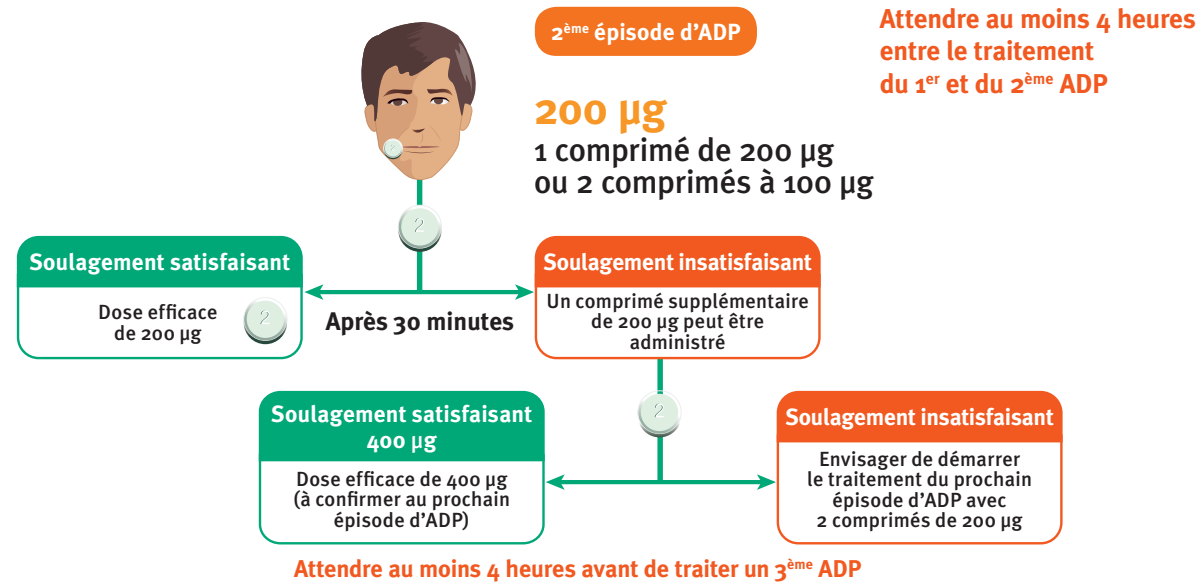 2ème épisode d’ADP
Attendre au moins 4 heures
entre le traitement
du 1er et du 2ème ADP
200 µg
1 comprimé de 200 µg
ou 2 comprimés à 100 µg
2
2
Soulagement satisfaisant
Dose efficace
de 200 µg
2
Après 30 minutes
Soulagement insatisfaisant
Un comprimé supplémentaire
de 200 µg peut être
administré
2
Soulagement satisfaisant
400 µg
Dose efficace de 400 µg
(à confirmer au prochain
épisode d’ADP)
Soulagement insatisfaisant
Envisager de démarrer
le traitement du prochain
épisode d’ADP avec
2 comprimés de 200 µg
Attendre au moins 4 heures avant de traiter un 3ème ADP